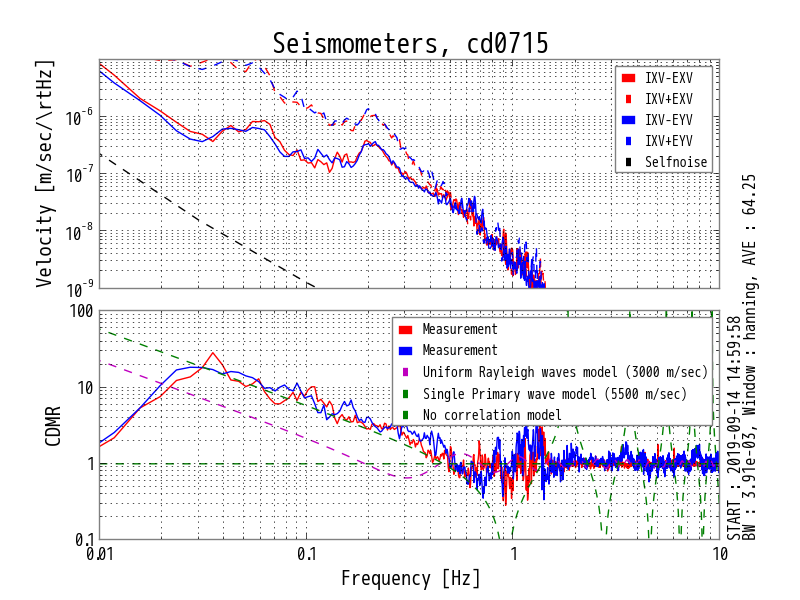 Seismometers, cd0715
Velocity [m/sec/\rtHz]
10^-6
10^-7
10^-8
10^-9
IXV-EXV
IXV+EXV
IXV-EYV
IXV+EYV
Selfnoise
CDMR
100
10
1
0.1
Measurement
Measurement
Uniform Rayleigh waves model (3000 m/sec)
Single Primary wave model (5500 m/sec)
No correlation model
0.01
0.1
1
10
Frequency [Hz]
START : 2019-09-14 14:59:58
BW : 3.91e-03, Window : hanning, AVE : 64.25